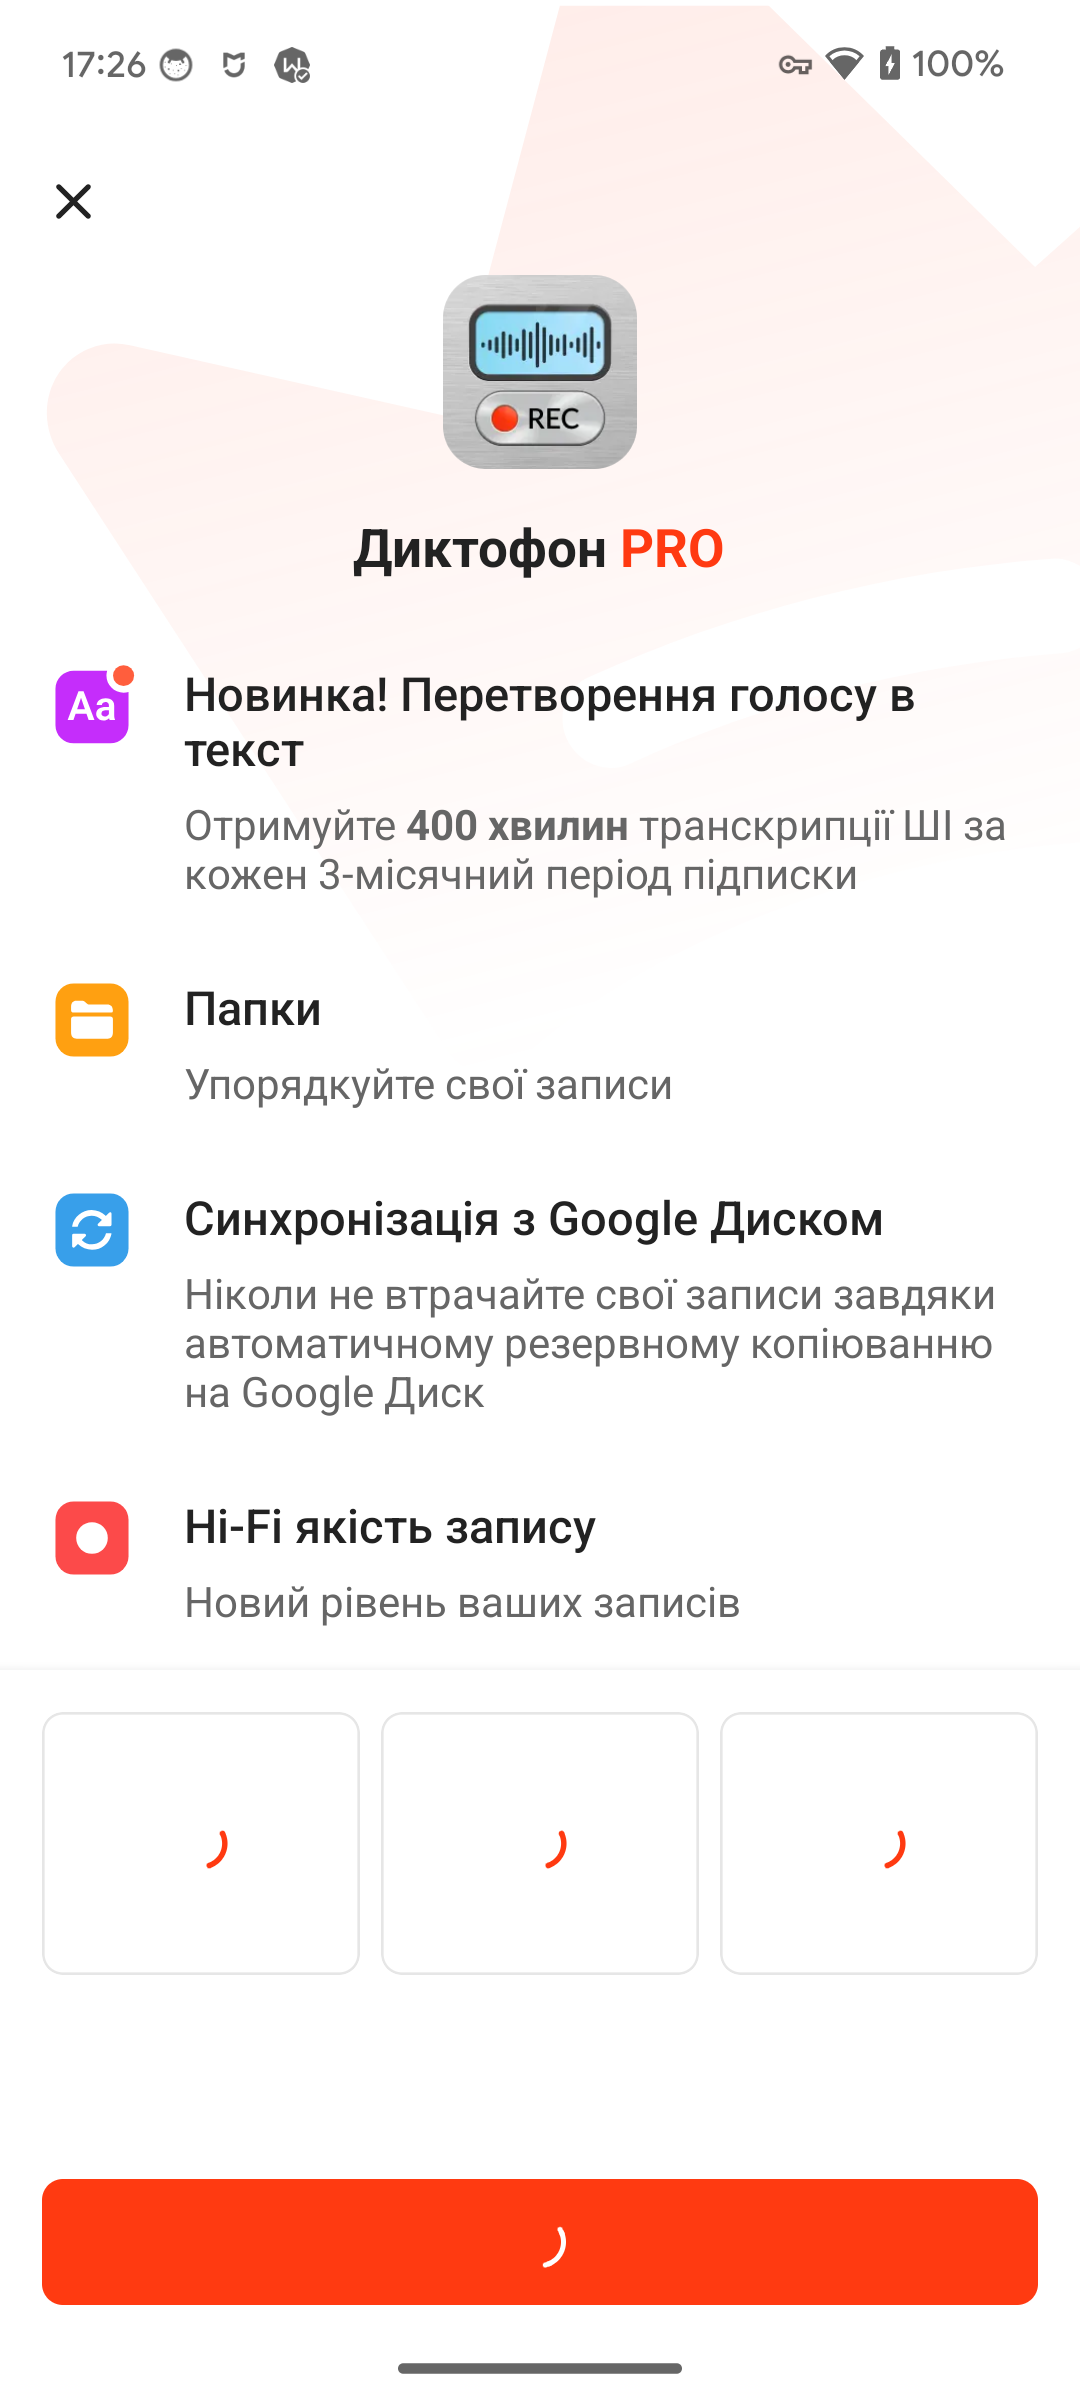 17:26
100%
REC
Диктофон PRO
Aa
Новинка! Перетворення голосу в
текст
Отримуйте 400 хвилин транскрипції ШІ за
кожен 3-місячний період підписки
Папки
Упорядкуйте свої записи
Синхронізація з Google Диском
Ніколи не втрачайте свої записи завдяки
автоматичному резервному копіюванню
на Google Диск
Hi-Fi якість запису
Новий рівень ваших записів